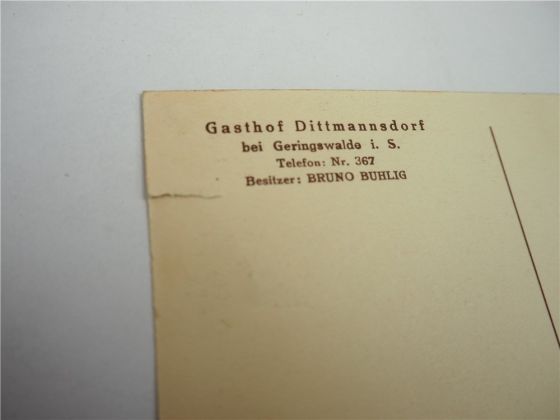 Gasthof Dittmannsdorf
bei Geringswalde i. S.
Telefon: Nr. 367
Besitzer: BRUNO BUHLIG